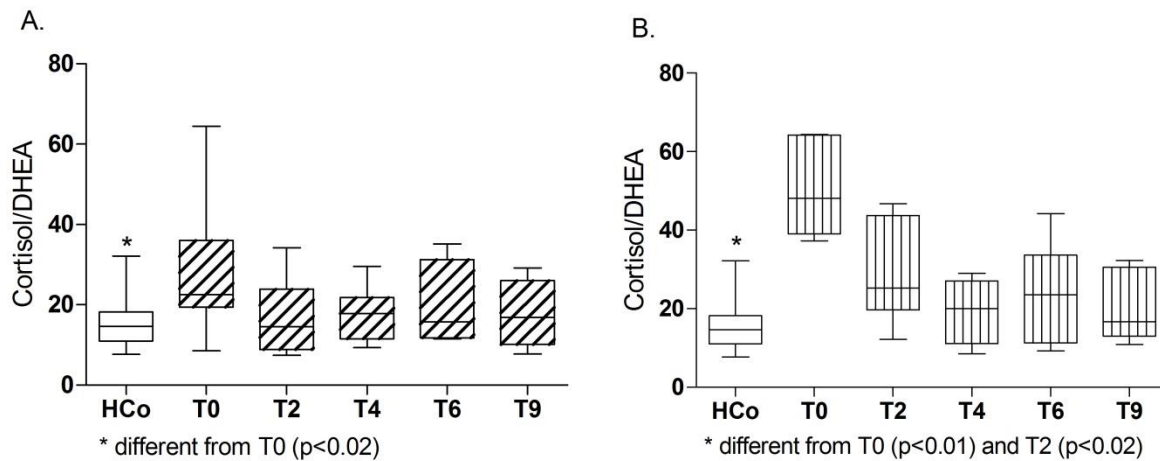 A.
Cortisol/DHEA
80
60
40
20
0
*
HCo T0 T2 T4 T6 T9
* different from T0 (p<0.02)
B.
Cortisol/DHEA
80
60
40
20
0
*
HCo T0 T2 T4 T6 T9
* different from T0 (p<0.01) and T2 (p<0.02)